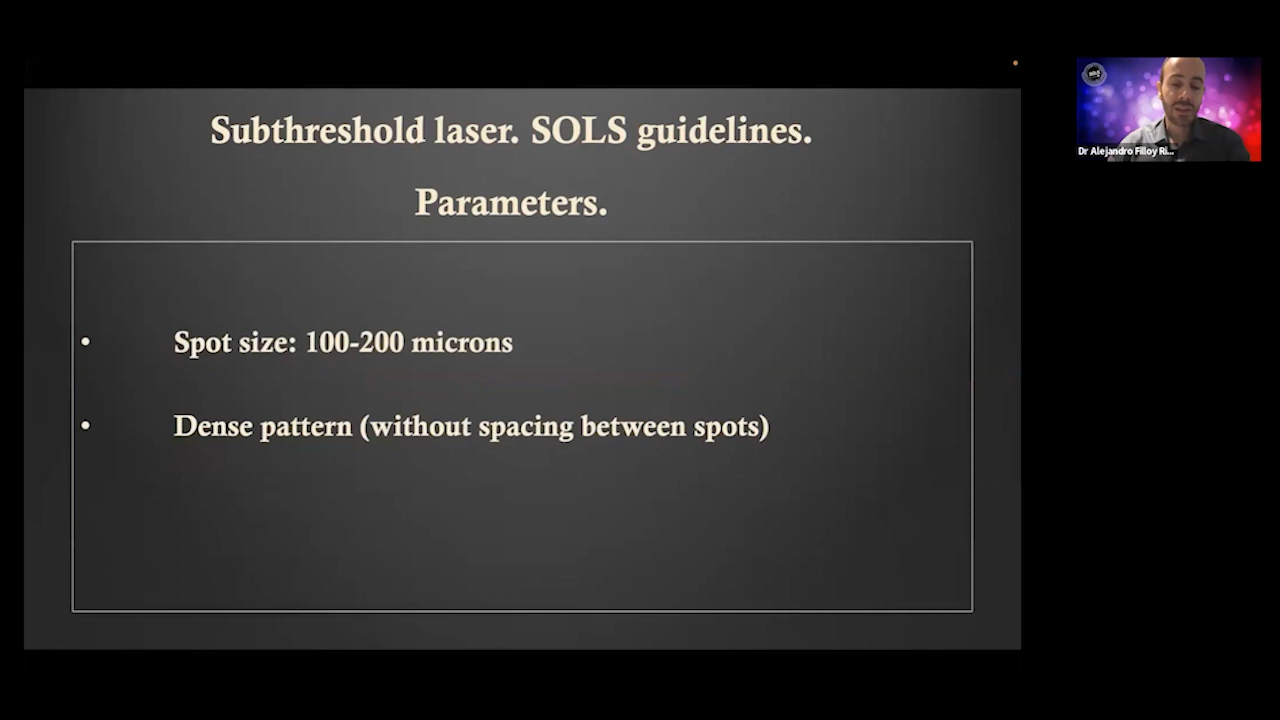 Subthreshold laser. SOLS guidelines.
Parameters.
• Spot size: 100-200 microns
• Dense pattern (without spacing between spots)
Dr Alejandro Filloy Ri...